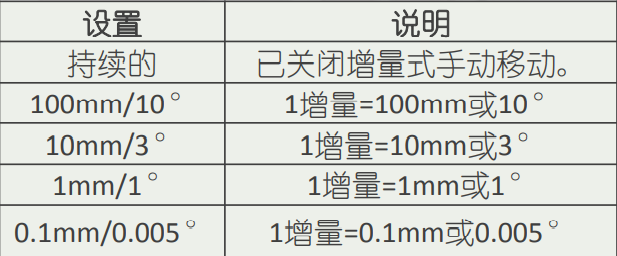 设置 说明
持续的 已关闭增量式手动移动。
100mm/10° 1增量=100mm或10°
10mm/3° 1增量=10mm或3°
1mm/1° 1增量=1mm或1°
0.1mm/0.005° 1增量=0.1mm或0.005°